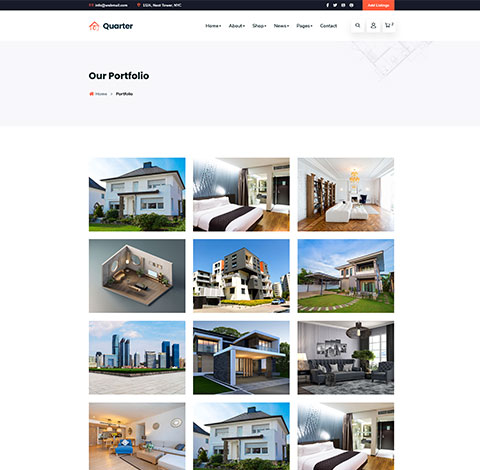 info@webmail.com 15/A, Nest Tower, NYC Add Listings
Quarter Home About Shop News Pages Contact 2
Our Portfolio
Home Portfolio